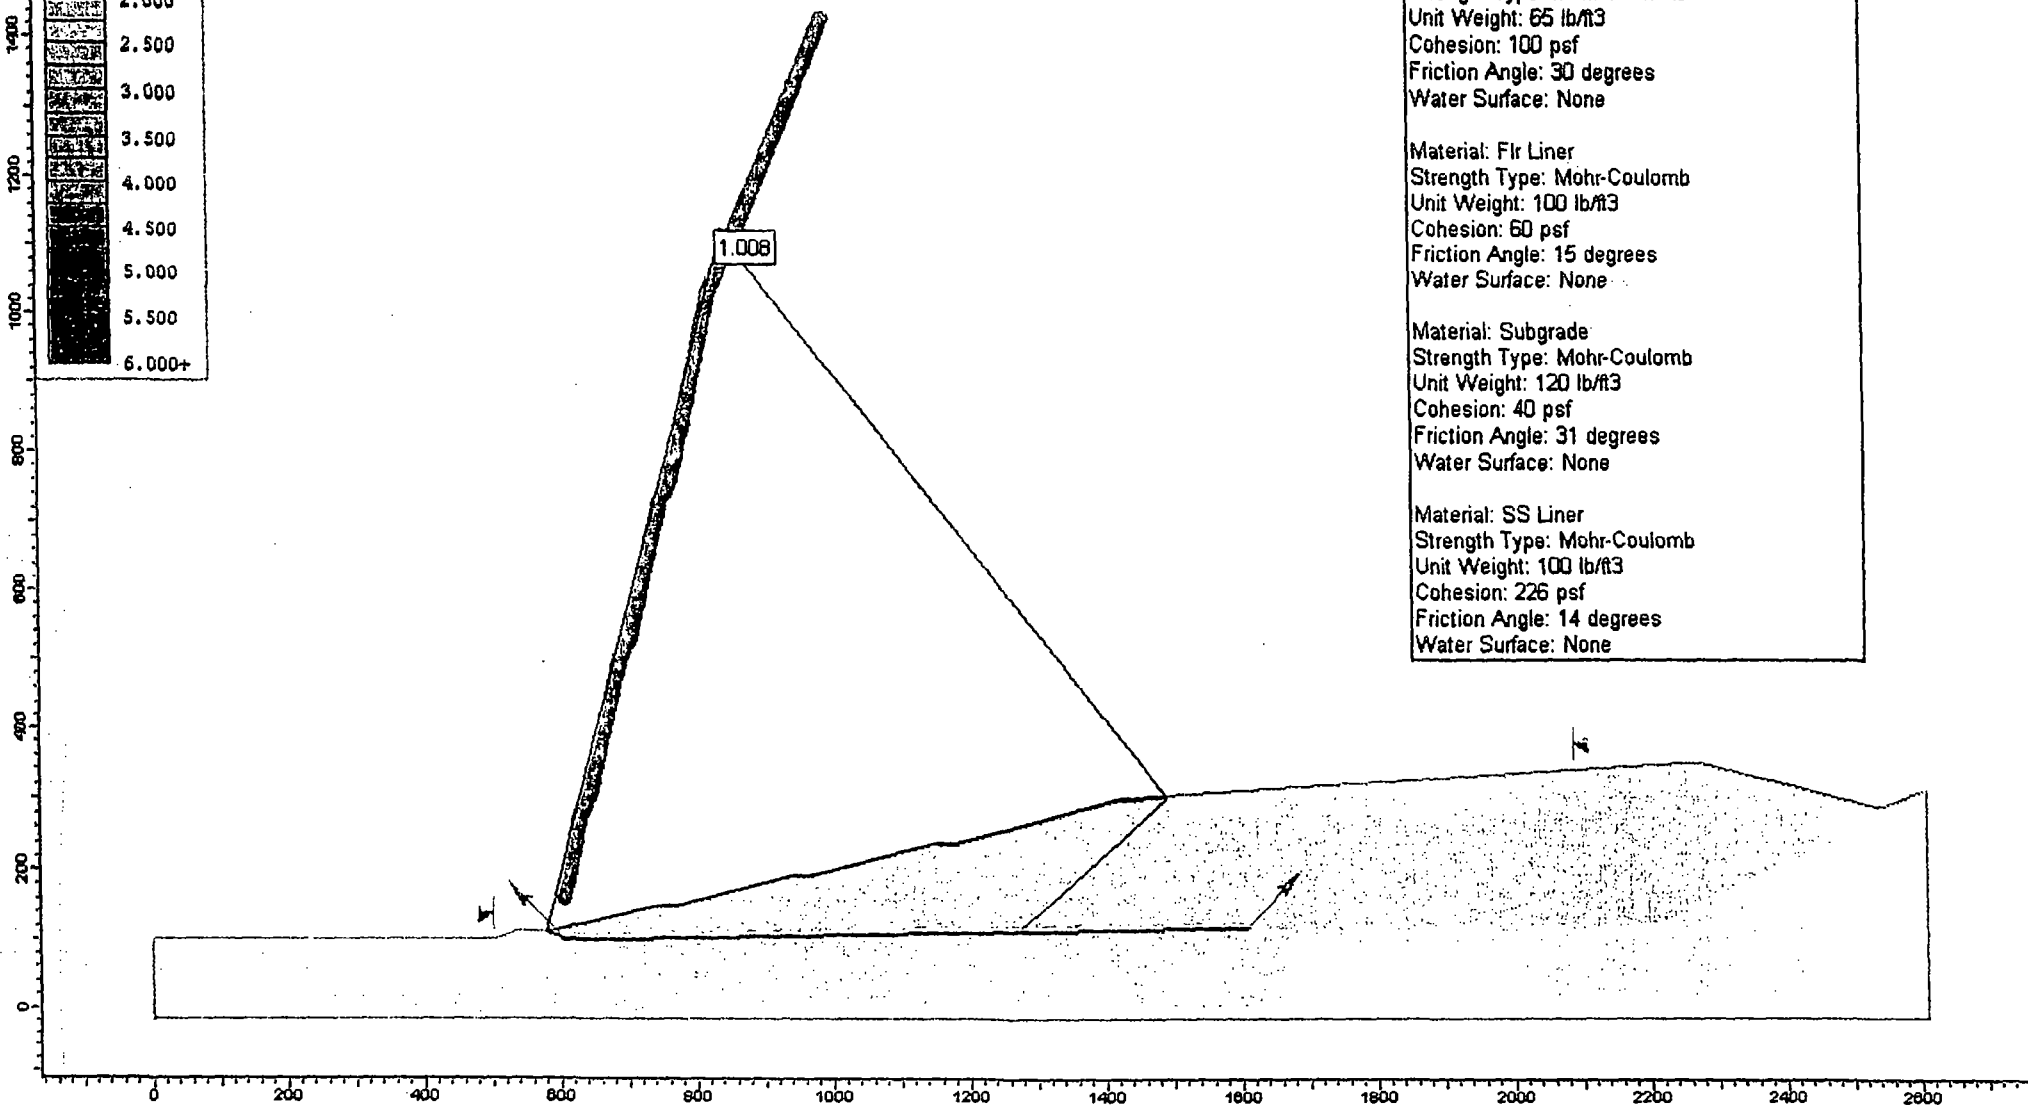 2.000
2.500
3.000
3.500
4.000
4.500
5.000
5.500
6.000+
1400
1200
1000
800
600
400
200
0
1.008
Unit Weight: 65 lb/ft3
Cohesion: 100 psf
Friction Angle: 30 degrees
Water Surface: None
Material: Flr Liner
Strength Type: Mohr-Coulomb
Unit Weight: 100 lb/ft3
Cohesion: 60 psf
Friction Angle: 15 degrees
Water Surface: None
Material: Subgrade
Strength Type: Mohr-Coulomb
Unit Weight: 120 lb/ft3
Cohesion: 40 psf
Friction Angle: 31 degrees
Water Surface: None
Material: SS Liner
Strength Type: Mohr-Coulomb
Unit Weight: 100 lb/ft3
Cohesion: 226 psf
Friction Angle: 14 degrees
Water Surface: None
0 200 400 600 800 1000 1200 1400 1600 1800 2000 2200 2400 2600